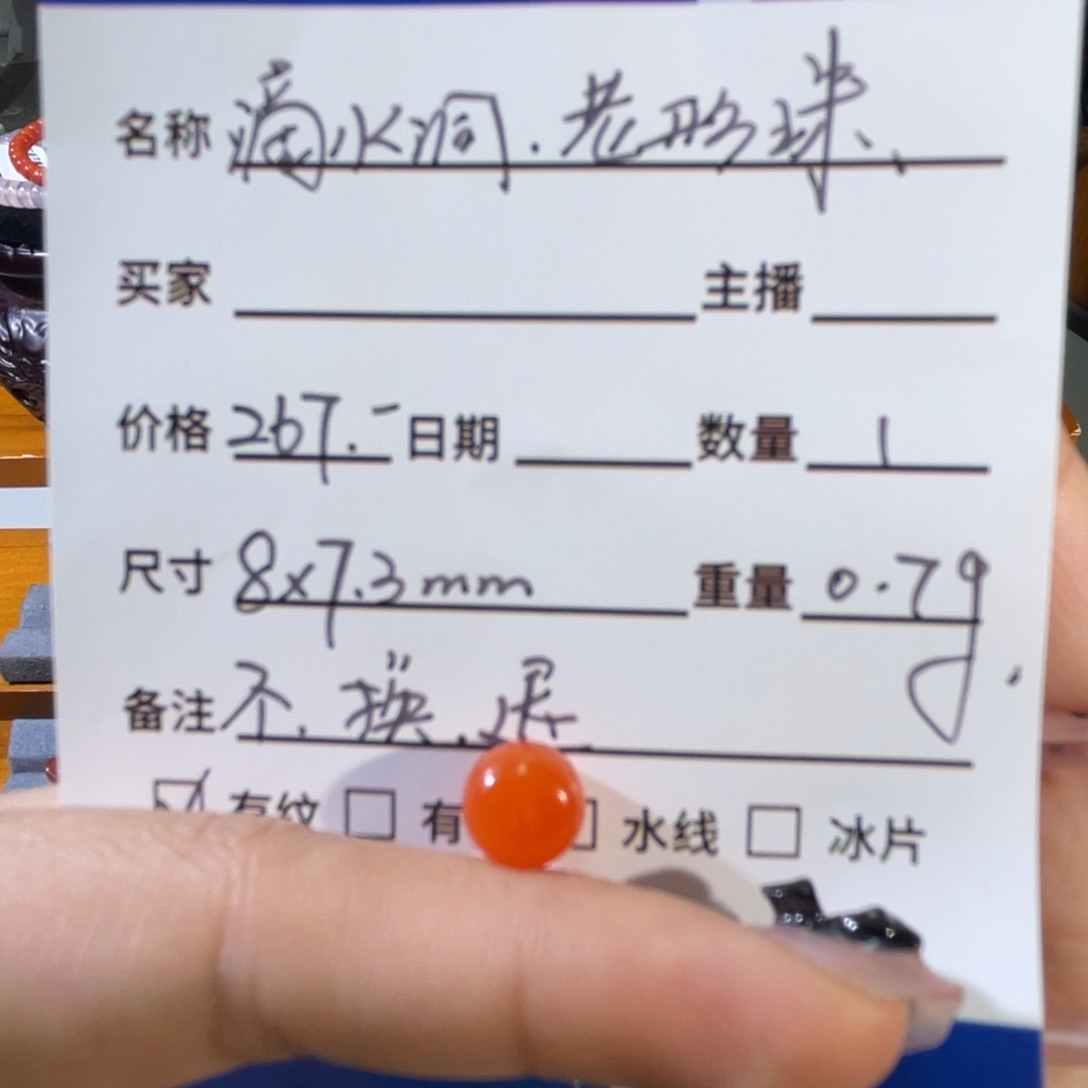 名称 滴水洞.老形珠、
买家 主播
价格 267.- 日期 数量 1
尺寸 8x7.3mm 重量 0.7g
备注 不.换.退
☑ 有纹 □ 有 □ 水线 □ 冰片